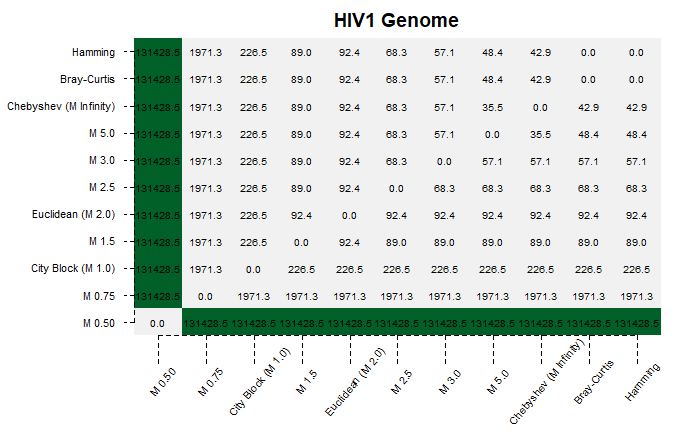 HIV1 Genome
Hamming 131428.5 1971.3 226.5 89.0 92.4 68.3 57.1 48.4 42.9 0.0 0.0
Bray-Curtis 131428.5 1971.3 226.5 89.0 92.4 68.3 57.1 48.4 42.9 0.0 0.0
Chebyshev (M Infinity) 131428.5 1971.3 226.5 89.0 92.4 68.3 57.1 35.5 0.0 42.9 42.9
M 5.0 131428.5 1971.3 226.5 89.0 92.4 68.3 57.1 0.0 35.5 48.4 48.4
M 3.0 131428.5 1971.3 226.5 89.0 92.4 68.3 0.0 57.1 57.1 57.1 57.1
M 2.5 131428.5 1971.3 226.5 89.0 92.4 0.0 68.3 68.3 68.3 68.3 68.3
Euclidean (M 2.0) 131428.5 1971.3 226.5 92.4 0.0 92.4 92.4 92.4 92.4 92.4 92.4
M 1.5 131428.5 1971.3 226.5 0.0 92.4 89.0 89.0 89.0 89.0 89.0 89.0
City Block (M 1.0) 131428.5 1971.3 0.0 226.5 226.5 226.5 226.5 226.5 226.5 226.5 226.5
M 0.75 131428.5 0.0 1971.3 1971.3 1971.3 1971.3 1971.3 1971.3 1971.3 1971.3 1971.3
M 0.50 0.0 131428.5 131428.5 131428.5 131428.5 131428.5 131428.5 131428.5 131428.5 131428.5 131428.5
M 0.50 M 0.75 City Block (M 1.0) M 1.5 Euclidean (M 2.0) M 2.5 M 3.0 M 5.0 Chebyshev (M Infinity) Bray-Curtis Hamming